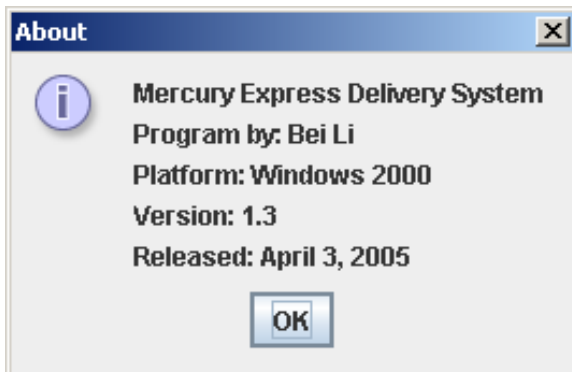 About
Mercury Express Delivery System
Program by: Bei Li
Platform: Windows 2000
Version: 1.3
Released: April 3, 2005
OK